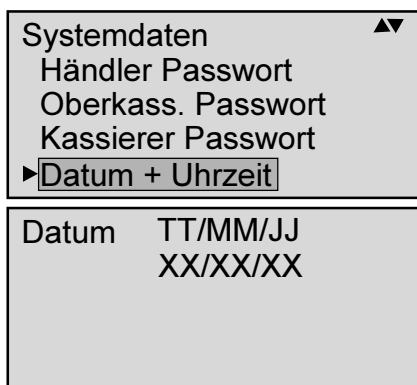 Systemdaten ▲▼
Händler Passwort
Oberkass. Passwort
Kassierer Passwort
►Datum + Uhrzeit
Datum TT/MM/JJ
XX/XX/XX